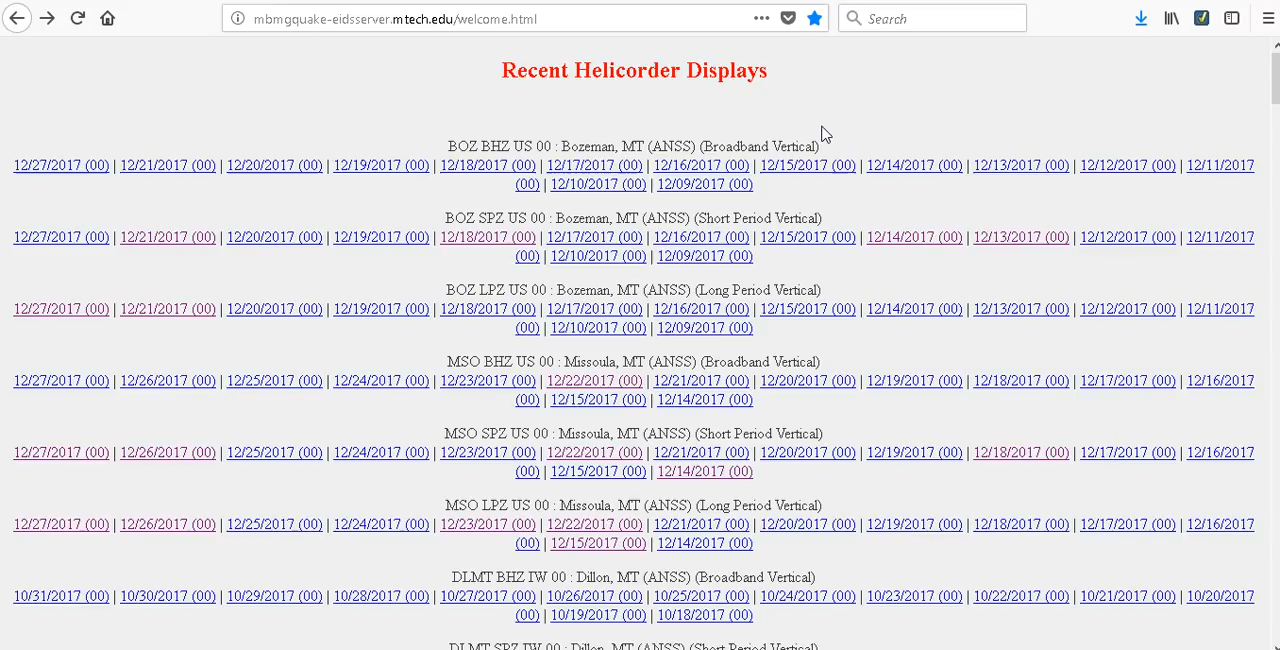 mbmgquake-eidsserver.mtech.edu/welcome.html
Search
Recent Helicorder Displays
BOZ BHZ US 00 : Bozeman, MT (ANSS) (Broadband Vertical)
12/27/2017 (00) | 12/21/2017 (00) | 12/20/2017 (00) | 12/19/2017 (00) | 12/18/2017 (00) | 12/17/2017 (00) | 12/16/2017 (00) | 12/15/2017 (00) | 12/14/2017 (00) | 12/13/2017 (00) | 12/12/2017 (00) | 12/11/2017
(00) | 12/10/2017 (00) | 12/09/2017 (00)
BOZ SPZ US 00 : Bozeman, MT (ANSS) (Short Period Vertical)
12/27/2017 (00) | 12/21/2017 (00) | 12/20/2017 (00) | 12/19/2017 (00) | 12/18/2017 (00) | 12/17/2017 (00) | 12/16/2017 (00) | 12/15/2017 (00) | 12/14/2017 (00) | 12/13/2017 (00) | 12/12/2017 (00) | 12/11/2017
(00) | 12/10/2017 (00) | 12/09/2017 (00)
BOZ LPZ US 00 : Bozeman, MT (ANSS) (Long Period Vertical)
12/27/2017 (00) | 12/21/2017 (00) | 12/20/2017 (00) | 12/19/2017 (00) | 12/18/2017 (00) | 12/17/2017 (00) | 12/16/2017 (00) | 12/15/2017 (00) | 12/14/2017 (00) | 12/13/2017 (00) | 12/12/2017 (00) | 12/11/2017
(00) | 12/10/2017 (00) | 12/09/2017 (00)
MSO BHZ US 00 : Missoula, MT (ANSS) (Broadband Vertical)
12/27/2017 (00) | 12/26/2017 (00) | 12/25/2017 (00) | 12/24/2017 (00) | 12/23/2017 (00) | 12/22/2017 (00) | 12/21/2017 (00) | 12/20/2017 (00) | 12/19/2017 (00) | 12/18/2017 (00) | 12/17/2017 (00) | 12/16/2017
(00) | 12/15/2017 (00) | 12/14/2017 (00)
MSO SPZ US 00 : Missoula, MT (ANSS) (Short Period Vertical)
12/27/2017 (00) | 12/26/2017 (00) | 12/25/2017 (00) | 12/24/2017 (00) | 12/23/2017 (00) | 12/22/2017 (00) | 12/21/2017 (00) | 12/20/2017 (00) | 12/19/2017 (00) | 12/18/2017 (00) | 12/17/2017 (00) | 12/16/2017
(00) | 12/15/2017 (00) | 12/14/2017 (00)
MSO LPZ US 00 : Missoula, MT (ANSS) (Long Period Vertical)
12/27/2017 (00) | 12/26/2017 (00) | 12/25/2017 (00) | 12/24/2017 (00) | 12/23/2017 (00) | 12/22/2017 (00) | 12/21/2017 (00) | 12/20/2017 (00) | 12/19/2017 (00) | 12/18/2017 (00) | 12/17/2017 (00) | 12/16/2017
(00) | 12/15/2017 (00) | 12/14/2017 (00)
DLMT BHZ IW 00 : Dillon, MT (ANSS) (Broadband Vertical)
10/31/2017 (00) | 10/30/2017 (00) | 10/29/2017 (00) | 10/28/2017 (00) | 10/27/2017 (00) | 10/26/2017 (00) | 10/25/2017 (00) | 10/24/2017 (00) | 10/23/2017 (00) | 10/22/2017 (00) | 10/21/2017 (00) | 10/20/2017
(00) | 10/19/2017 (00) | 10/18/2017 (00)
DLMT SPZ IW 00 : Dillon, MT (ANSS) (Short Period Vertical)